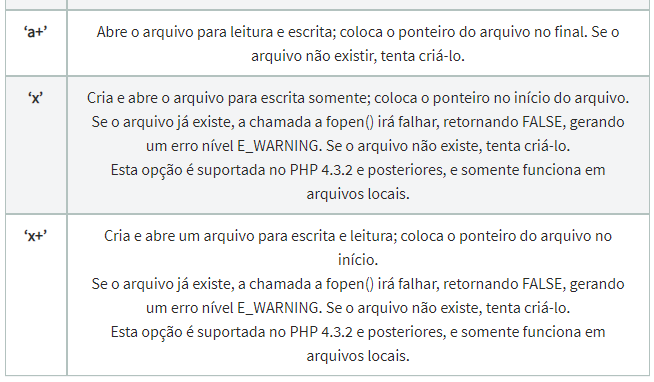 ‘a+’
Abre o arquivo para leitura e escrita; coloca o ponteiro do arquivo no final. Se o
arquivo não existir, tenta criá-lo.
‘x’
Cria e abre o arquivo para escrita somente; coloca o ponteiro no início do arquivo.
Se o arquivo já existe, a chamada a fopen() irá falhar, retornando FALSE, gerando
um erro nível E_WARNING. Se o arquivo não existe, tenta criá-lo.
Esta opção é suportada no PHP 4.3.2 e posteriores, e somente funciona em
arquivos locais.
‘x+’
Cria e abre um arquivo para escrita e leitura; coloca o ponteiro do arquivo no
início.
Se o arquivo já existe, a chamada a fopen() irá falhar, retornando FALSE, gerando
um erro nível E_WARNING. Se o arquivo não existe, tenta criá-lo.
Esta opção é suportada no PHP 4.3.2 e posteriores, e somente funciona em
arquivos locais.